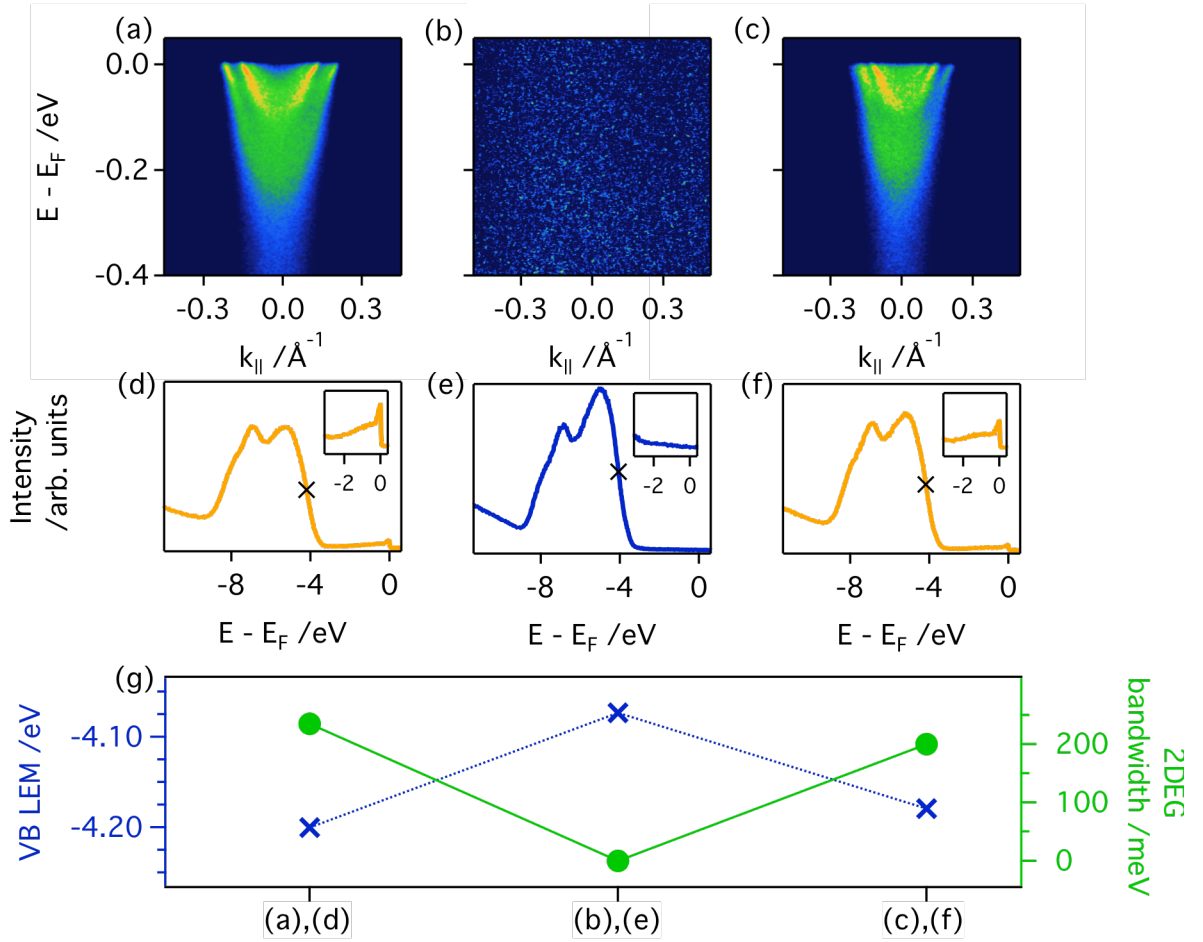 (a)
(b)
(c)
E - E_F /eV
0.0
-0.2
-0.4
-0.3 0.0 0.3
-0.3 0.0 0.3
-0.3 0.0 0.3
k_|| /Å^-1
k_|| /Å^-1
k_|| /Å^-1
(d)
(e)
(f)
Intensity
/arb. units
-2 0
-2 0
-2 0
-8 -4 0
-8 -4 0
-8 -4 0
E - E_F /eV
E - E_F /eV
E - E_F /eV
(g)
VB LEM /eV
-4.10
-4.20
200
100
0
2DEG
bandwidth /meV
(a),(d)
(b),(e)
(c),(f)